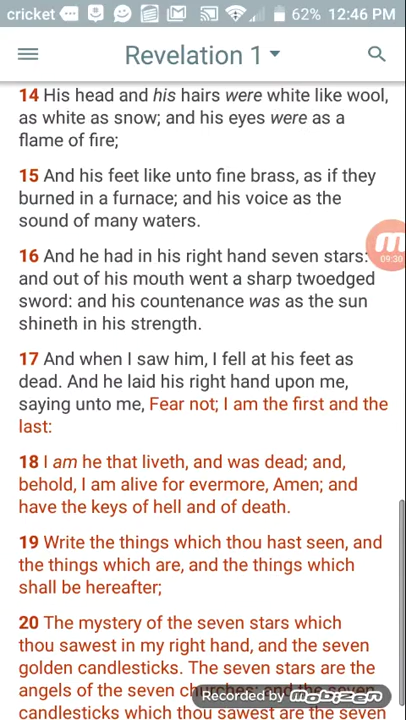 cricket 62% 12:46 PM
Revelation 1
14 His head and his hairs were white like wool,
as white as snow; and his eyes were as a
flame of fire;
15 And his feet like unto fine brass, as if they
burned in a furnace; and his voice as the
sound of many waters.
16 And he had in his right hand seven stars:
and out of his mouth went a sharp twoedged
sword: and his countenance was as the sun
shineth in his strength.
09:30
17 And when I saw him, I fell at his feet as
dead. And he laid his right hand upon me,
saying unto me, Fear not; I am the first and the
last:
18 I am he that liveth, and was dead; and,
behold, I am alive for evermore, Amen; and
have the keys of hell and of death.
19 Write the things which thou hast seen, and
the things which are, and the things which
shall be hereafter;
20 The mystery of the seven stars which
thou sawest in my right hand, and the seven
golden candlesticks. The seven stars are the
angels of the seven churches: and the seven
candlesticks which thou sawest are the seven
Recorded by mobizen